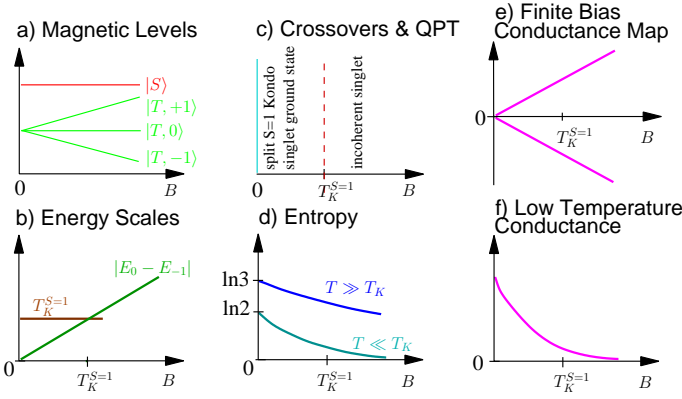 a) Magnetic Levels
|S⟩
|T, +1⟩
|T, 0⟩
|T, −1⟩
0
B
b) Energy Scales
|E_0 − E_{−1}|
T_K^{S=1}
0
T_K^{S=1}
B
c) Crossovers & QPT
split S=1 Kondo
singlet ground state
incoherent singlet
0
T_K^{S=1}
B
d) Entropy
ln3
T ≫ T_K
ln2
T ≪ T_K
0
T_K^{S=1}
B
e) Finite Bias
Conductance Map
0
T_K^{S=1}
B
f) Low Temperature
Conductance
0
T_K^{S=1}
B